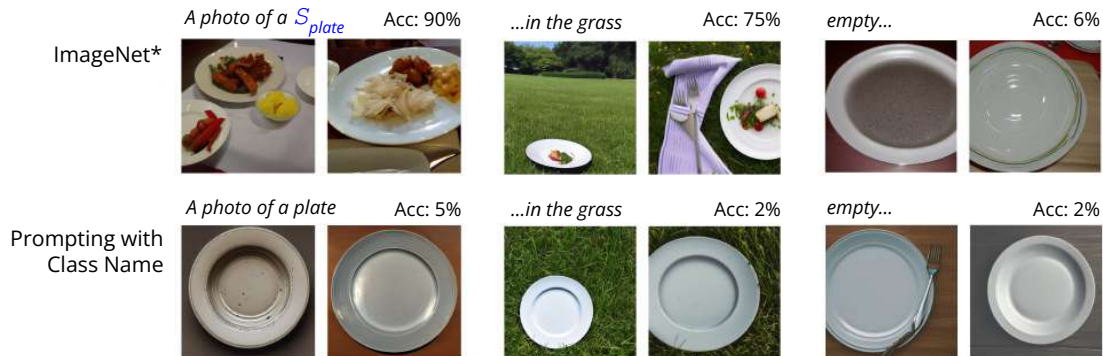 A photo of a S_plate Acc: 90% ...in the grass Acc: 75% empty... Acc: 6%
ImageNet*
A photo of a plate Acc: 5% ...in the grass Acc: 2% empty... Acc: 2%
Prompting with
Class Name